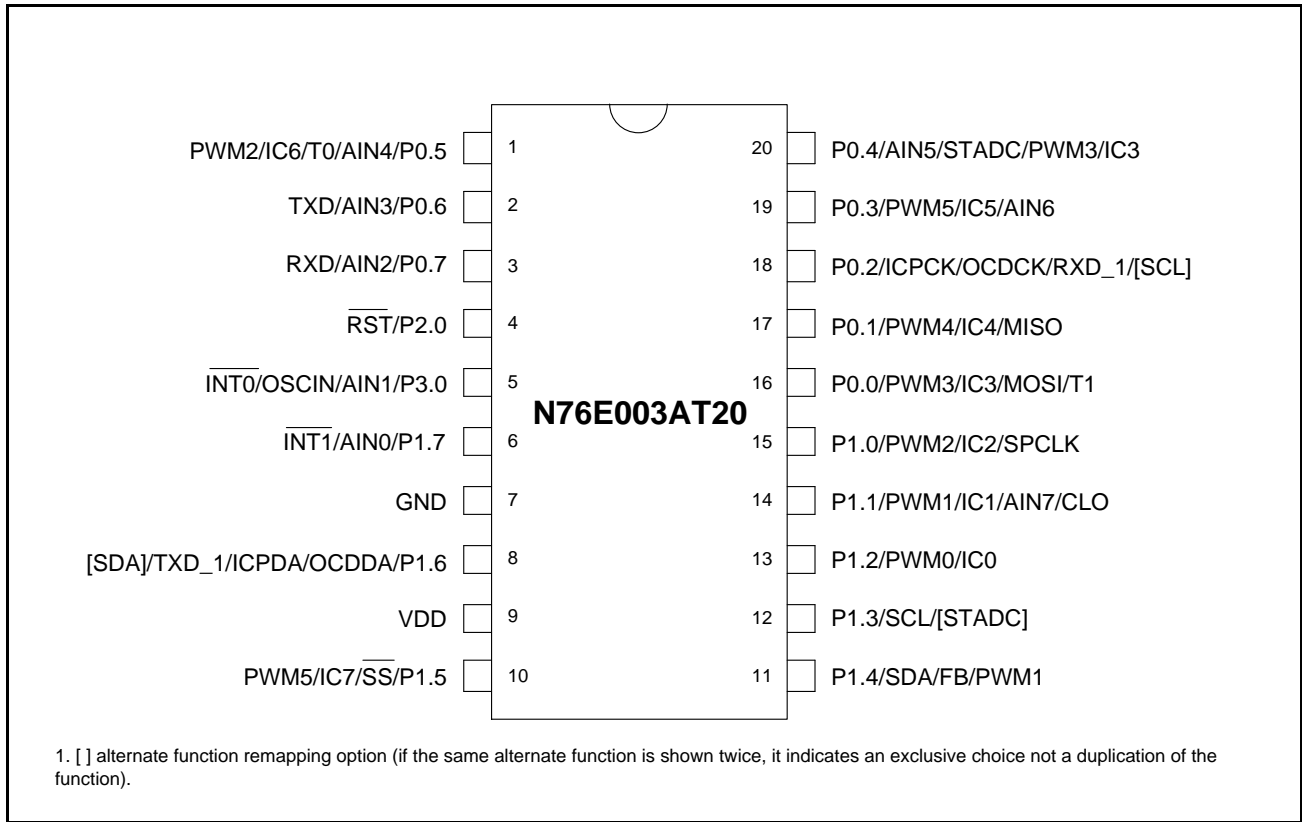 PWM2/IC6/T0/AIN4/P0.5 1 20 P0.4/AIN5/STADC/PWM3/IC3
TXD/AIN3/P0.6 2 19 P0.3/PWM5/IC5/AIN6
RXD/AIN2/P0.7 3 18 P0.2/ICPCK/OCDCK/RXD_1/[SCL]
RST/P2.0 4 17 P0.1/PWM4/IC4/MISO
INT0/OSCIN/AIN1/P3.0 5 16 P0.0/PWM3/IC3/MOSI/T1
N76E003AT20
INT1/AIN0/P1.7 6 15 P1.0/PWM2/IC2/SPCLK
GND 7 14 P1.1/PWM1/IC1/AIN7/CLO
[SDA]/TXD_1/ICPDA/OCDDA/P1.6 8 13 P1.2/PWM0/IC0
VDD 9 12 P1.3/SCL/[STADC]
PWM5/IC7/SS/P1.5 10 11 P1.4/SDA/FB/PWM1
1. [ ] alternate function remapping option (if the same alternate function is shown twice, it indicates an exclusive choice not a duplication of the
function).